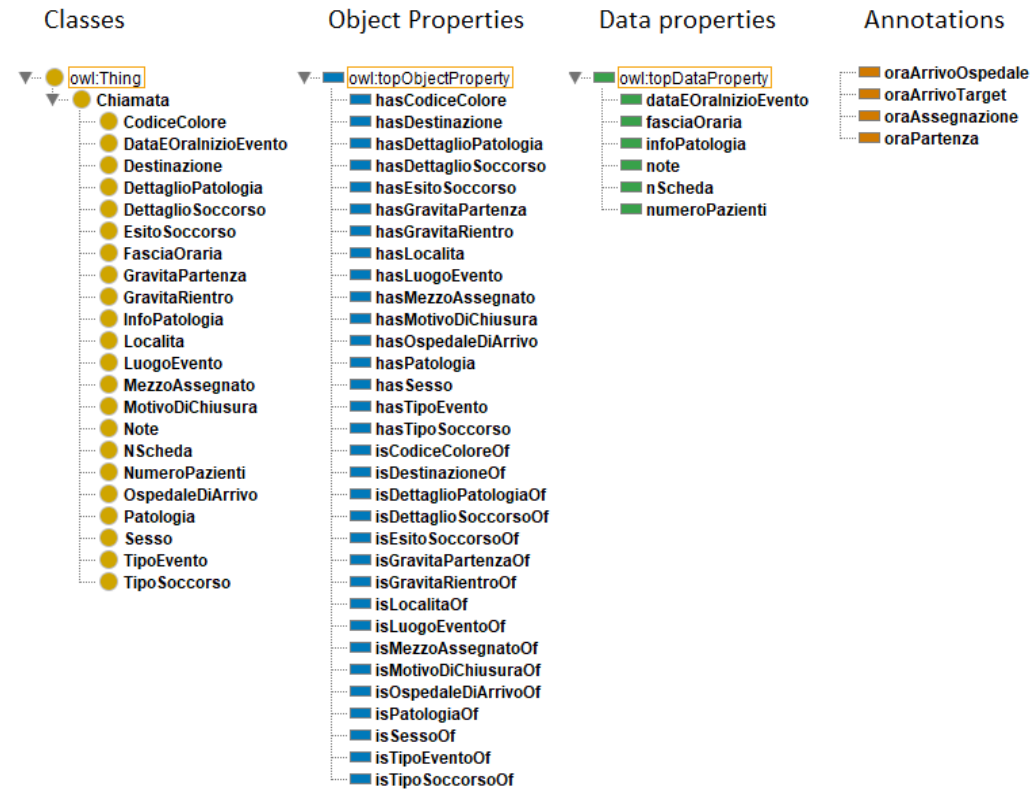 Classes
owl:Thing
Chiamata
CodiceColore
DataEOraInizioEvento
Destinazione
DettaglioPatologia
DettaglioSoccorso
EsitoSoccorso
FasciaOraria
GravitaPartenza
GravitaRientro
InfoPatologia
Localita
LuogoEvento
MezzoAssegnato
MotivoDiChiusura
Note
NScheda
NumeroPazienti
OspedaleDiArrivo
Patologia
Sesso
TipoEvento
TipoSoccorso
Object Properties
owl:topObjectProperty
hasCodiceColore
hasDestinazione
hasDettaglioPatologia
hasDettaglioSoccorso
hasEsitoSoccorso
hasGravitaPartenza
hasGravitaRientro
hasLocalita
hasLuogoEvento
hasMezzoAssegnato
hasMotivoDiChiusura
hasOspedaleDiArrivo
hasPatologia
hasSesso
hasTipoEvento
hasTipoSoccorso
isCodiceColoreOf
isDestinazioneOf
isDettaglioPatologiaOf
isDettaglioSoccorsoOf
isEsitoSoccorsoOf
isGravitaPartenzaOf
isGravitaRientroOf
isLocalitaOf
isLuogoEventoOf
isMezzoAssegnatoOf
isMotivoDiChiusuraOf
isOspedaleDiArrivoOf
isPatologiaOf
isSessoOf
isTipoEventoOf
isTipoSoccorsoOf
Data properties
owl:topDataProperty
dataEOraInizioEvento
fasciaOraria
infoPatologia
note
nScheda
numeroPazienti
Annotations
oraArrivoOspedale
oraArrivoTarget
oraAssegnazione
oraPartenza